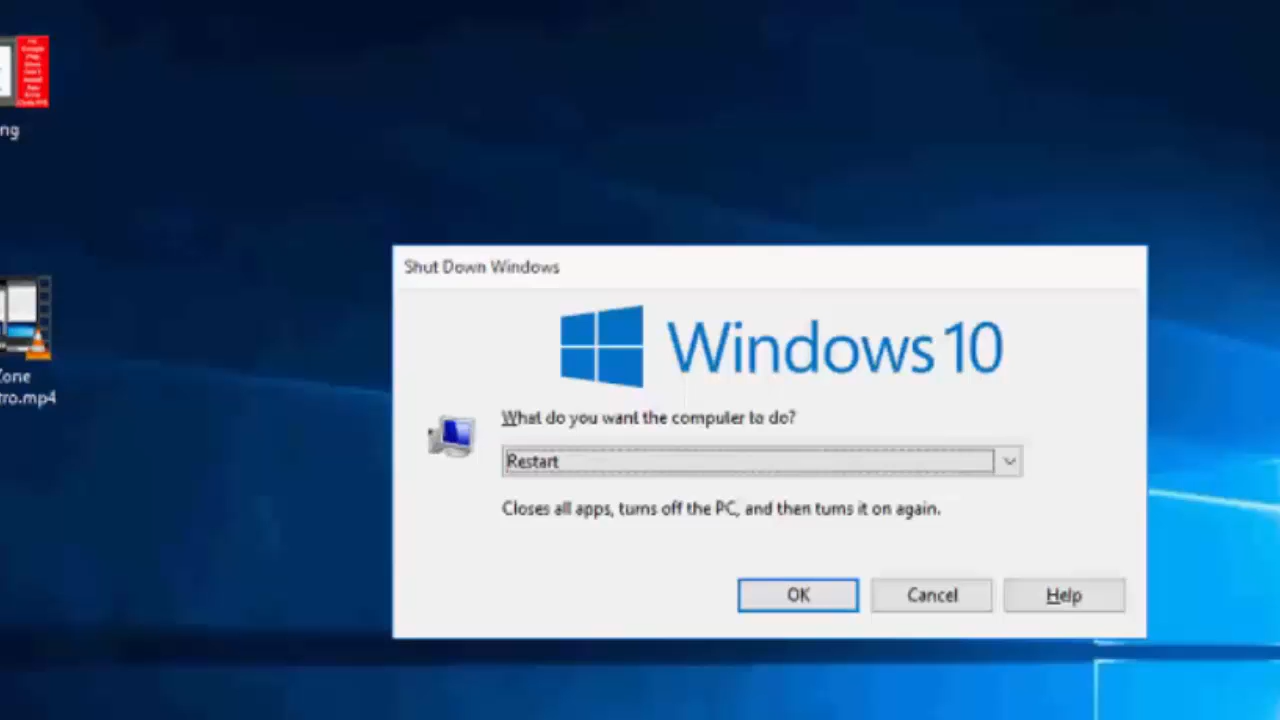 ng
Zone
tro.mp4
Shut Down Windows
Windows 10
What do you want the computer to do?
Restart
Closes all apps, turns off the PC, and then turns it on again.
OK
Cancel
Help